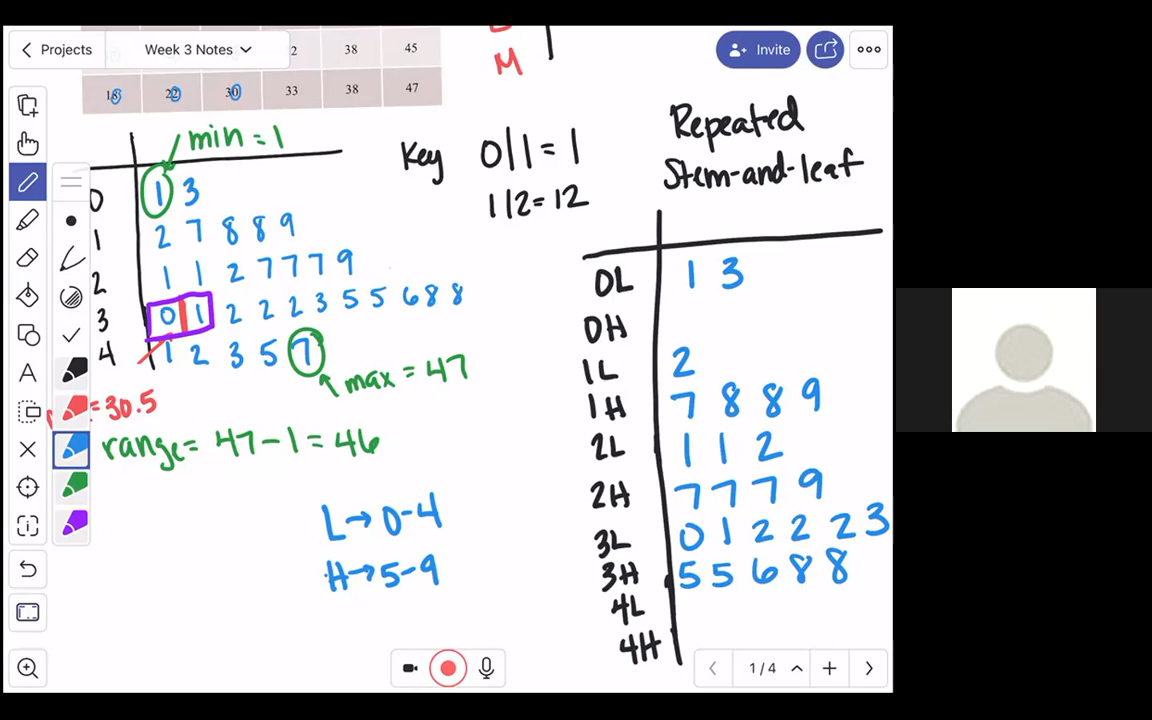 Projects
Week 3 Notes
Invite
2 38 45
18 22 30 33 38 47
M
min = 1
0 1 3
1 2 7 8 8 9
2 1 1 2 7 7 7 9
3 0 1 2 2 2 3 5 5 6 8 8
4 1 2 3 5 7
max = 47
= 30.5
range = 47 - 1 = 46
L → 0-4
H → 5-9
Key 0|1 = 1
1|2 = 12
Repeated
Stem-and-leaf
0L 1 3
0H
1L 2
1H 7 8 8 9
2L 1 1 2
2H 7 7 7 9
3L 0 1 2 2 2 3
3H 5 5 6 8 8
4L
4H
A
1/4